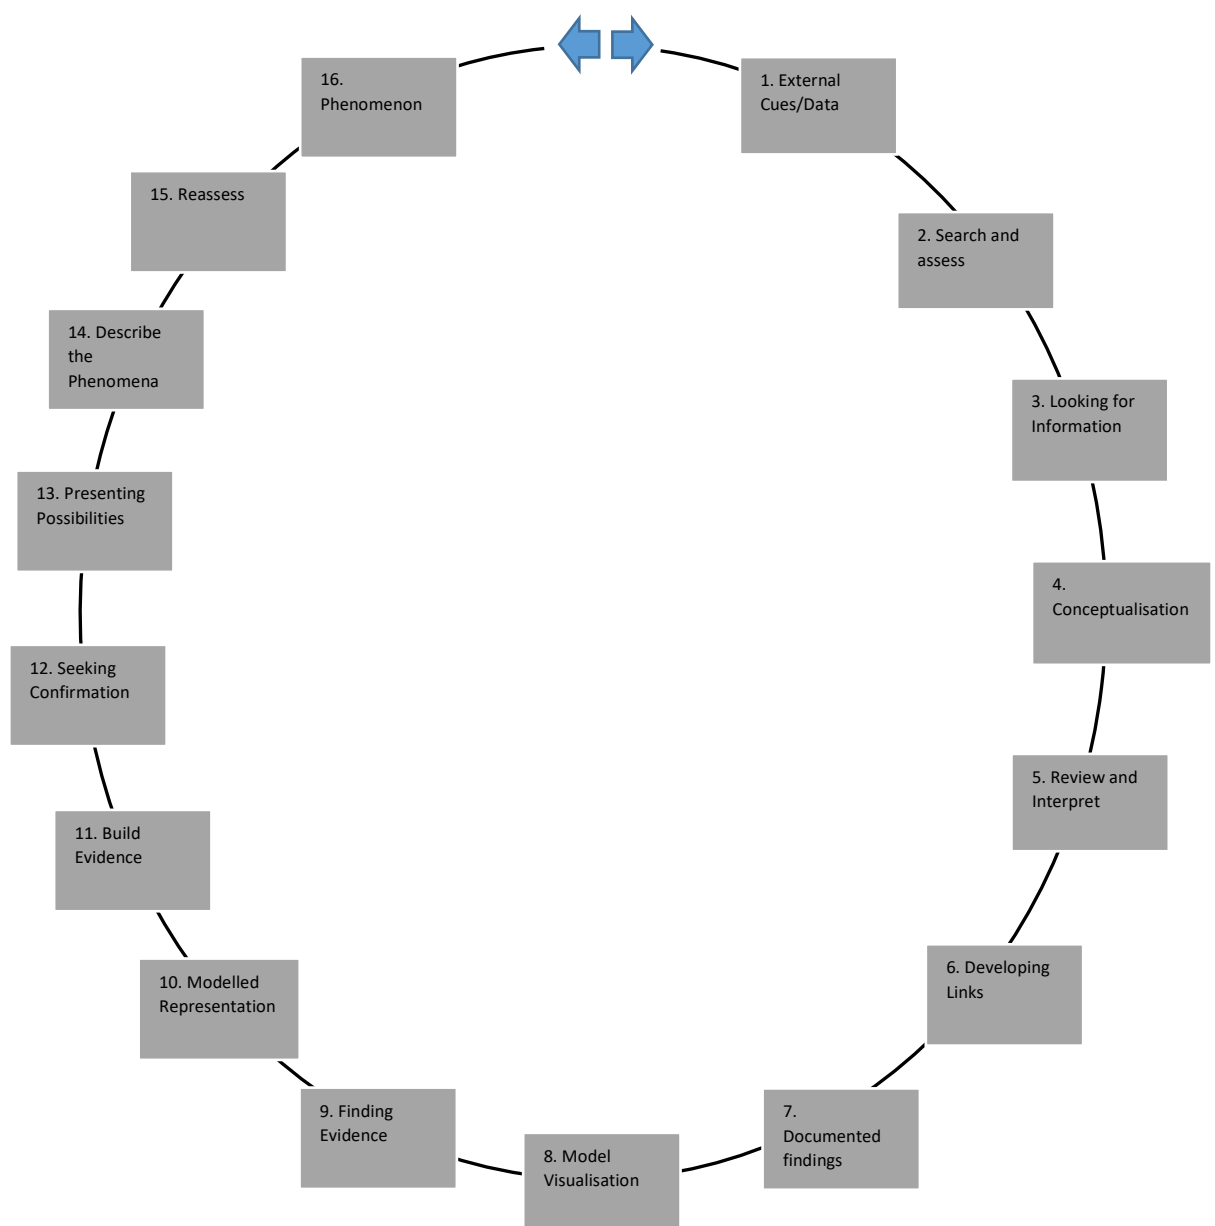 1. External
Cues/Data
2. Search and
assess
3. Looking for
Information
4.
Conceptualisation
5. Review and
Interpret
6. Developing
Links
7.
Documented
findings
8. Model
Visualisation
9. Finding
Evidence
10. Modelled
Representation
11. Build
Evidence
12. Seeking
Confirmation
13. Presenting
Possibilities
14. Describe
the
Phenomena
15. Reassess
16.
Phenomenon